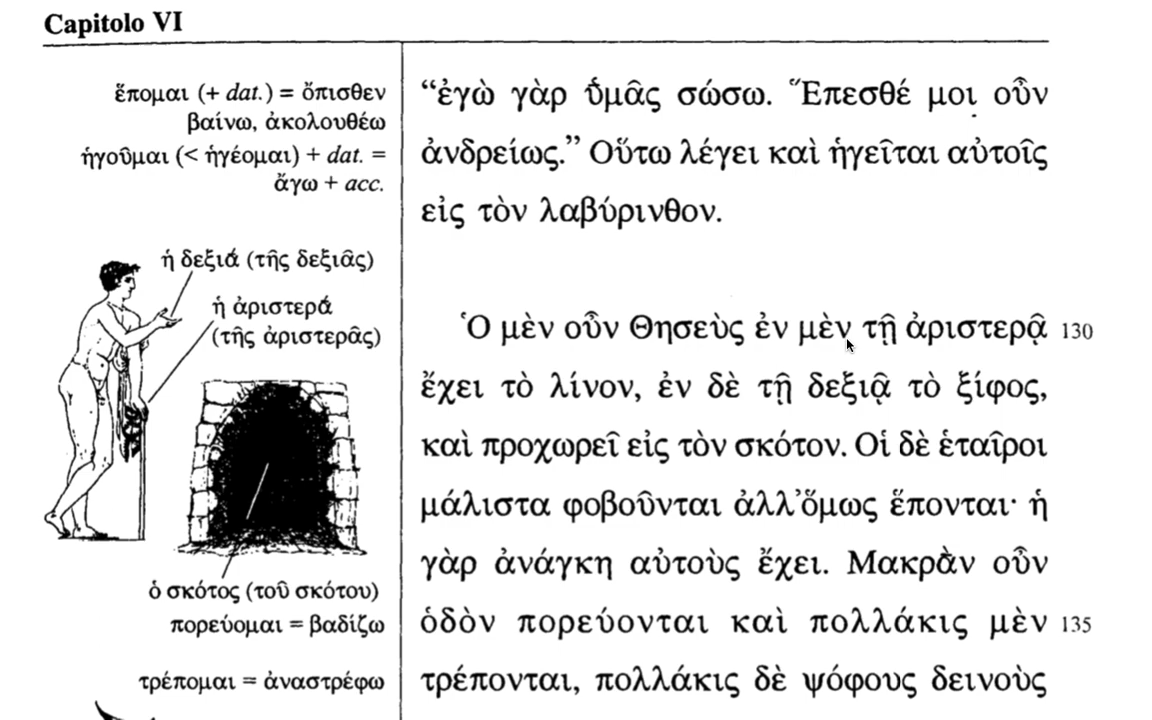 Capitolo VI
ἕπομαι (+ dat.) = ὄπισθεν
βαίνω, ἀκολουθέω
ἡγοῦμαι (< ἡγέομαι) + dat. =
ἄγω + acc.
ἡ δεξιά (τῆς δεξιᾶς)
ἡ ἀριστερά
(τῆς ἀριστερᾶς)
ὁ σκότος (τοῦ σκότου)
πορεύομαι = βαδίζω
τρέπομαι = ἀναστρέφω
“ἐγὼ γὰρ ὑμᾶς σώσω. Ἕπεσθέ μοι οὖν
ἀνδρείως.” Οὕτω λέγει καὶ ἡγεῖται αὐτοῖς
εἰς τὸν λαβύρινθον.
Ὁ μὲν οὖν Θησεὺς ἐν μὲν τῇ ἀριστερᾷ 130
ἔχει τὸ λίνον, ἐν δὲ τῇ δεξιᾷ τὸ ξίφος,
καὶ προχωρεῖ εἰς τὸν σκότον. Οἱ δὲ ἑταῖροι
μάλιστα φοβοῦνται ἀλλ’ὅμως ἕπονται· ἡ
γὰρ ἀνάγκη αὐτοὺς ἔχει. Μακρὰν οὖν
ὁδὸν πορεύονται καὶ πολλάκις μὲν 135
τρέπονται, πολλάκις δὲ ψόφους δεινοὺς